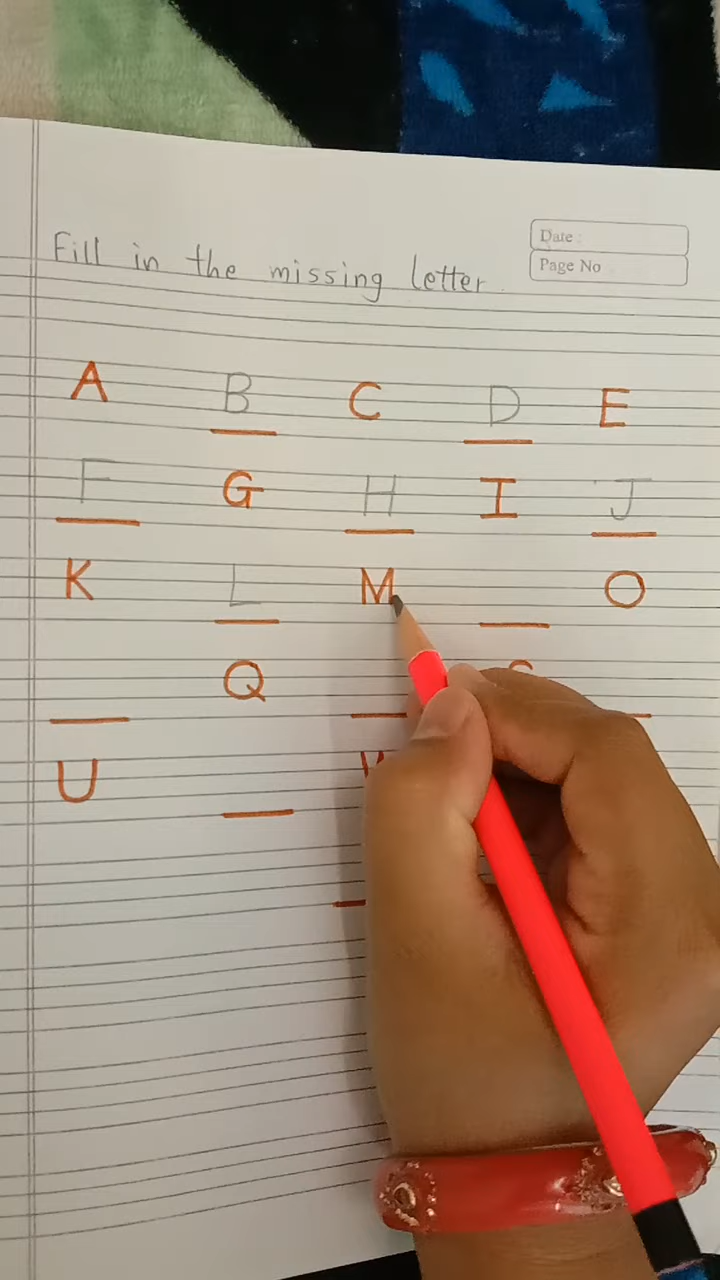 Date :
Page No
Fill in the missing letter
A B C D E
F G H I J
K L M O
Q
U